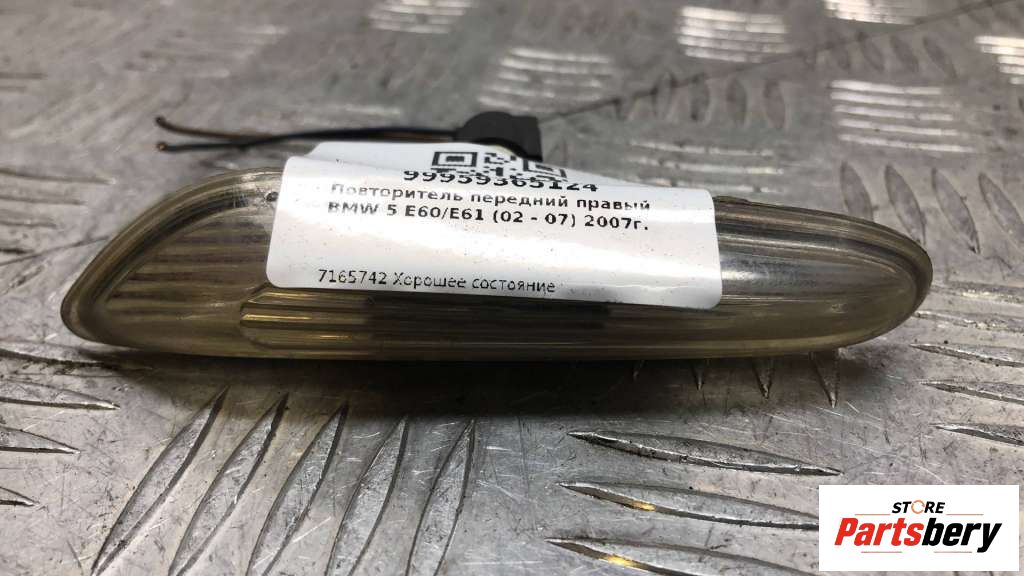 99959365124
Повторитель передний правый
BMW 5 E60/E61 (02 - 07) 2007г.
7165742 Хорошее состояние
STORE
Partsbery